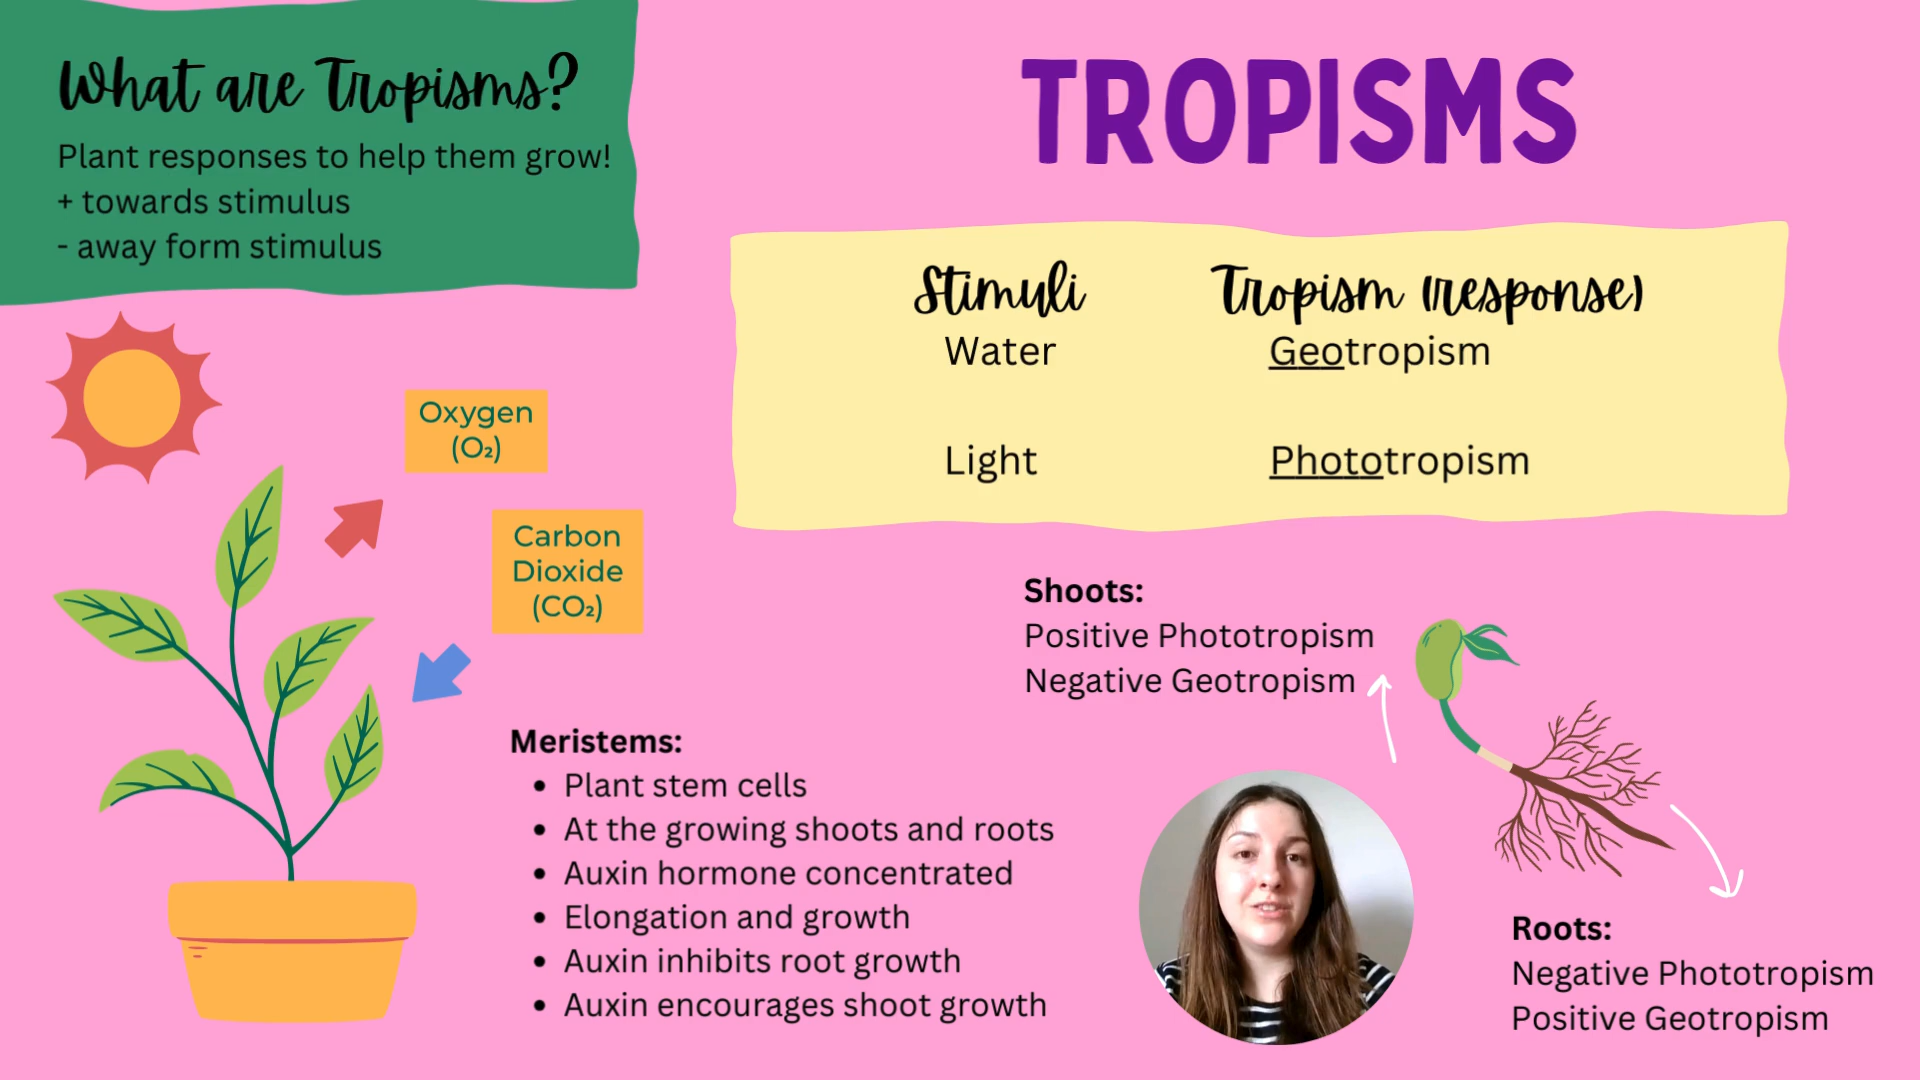 What are Tropisms?
Plant responses to help them grow!
+ towards stimulus
- away form stimulus
TROPISMS
Stimuli
Tropism (response)
Water
Geotropism
Light
Phototropism
Oxygen
(O₂)
Carbon
Dioxide
(CO₂)
Shoots:
Positive Phototropism
Negative Geotropism
Meristems:
• Plant stem cells
• At the growing shoots and roots
• Auxin hormone concentrated
• Elongation and growth
• Auxin inhibits root growth
• Auxin encourages shoot growth
Roots:
Negative Phototropism
Positive Geotropism